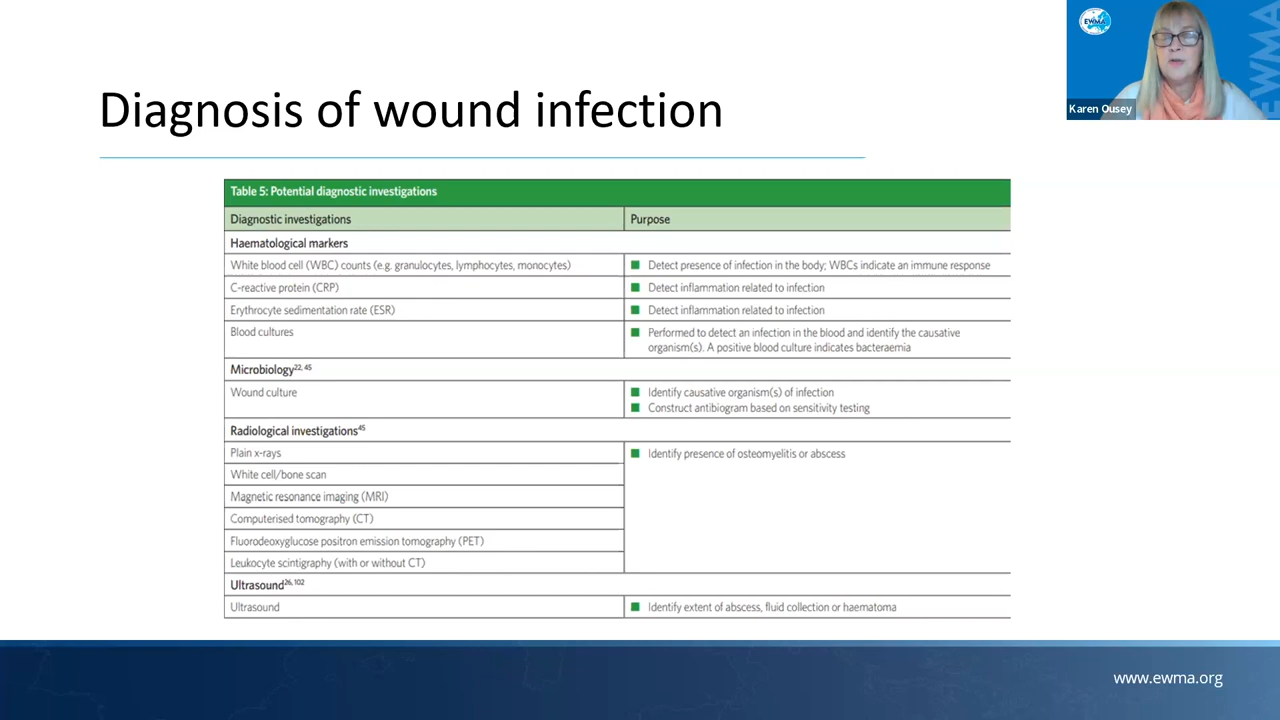 EWMA
EWMA
Karen Ousey
Diagnosis of wound infection
Table 5: Potential diagnostic investigations
Diagnostic investigations
Purpose
Haematological markers
White blood cell (WBC) counts (e.g. granulocytes, lymphocytes, monocytes)
Detect presence of infection in the body; WBCs indicate an immune response
C-reactive protein (CRP)
Detect inflammation related to infection
Erythrocyte sedimentation rate (ESR)
Detect inflammation related to infection
Blood cultures
Performed to detect an infection in the blood and identify the causative
organism(s). A positive blood culture indicates bacteraemia
Microbiology22, 45
Wound culture
Identify causative organism(s) of infection
Construct antibiogram based on sensitivity testing
Radiological investigations45
Plain x-rays
Identify presence of osteomyelitis or abscess
White cell/bone scan
Magnetic resonance imaging (MRI)
Computerised tomography (CT)
Fluorodeoxyglucose positron emission tomography (PET)
Leukocyte scintigraphy (with or without CT)
Ultrasound26, 102
Ultrasound
Identify extent of abscess, fluid collection or haematoma
www.ewma.org